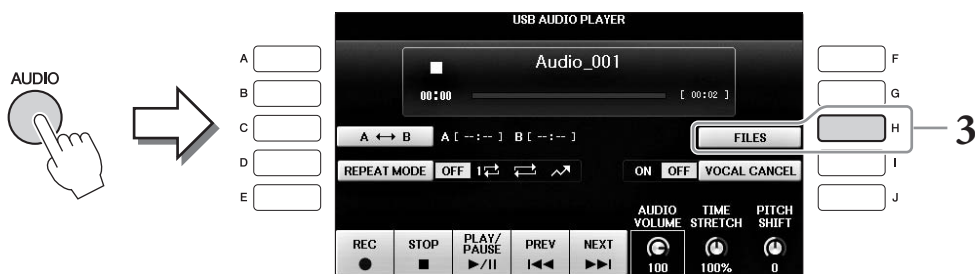 USB AUDIO PLAYER
AUDIO
A
B
C
D
E
Audio_001
00:00
[ 00:02 ]
A ↔ B A [ --:-- ] B [ --:-- ]
FILES
REPEAT MODE OFF 1
ON OFF VOCAL CANCEL
AUDIO VOLUME
TIME STRETCH
PITCH SHIFT
REC
STOP
PLAY/PAUSE
PREV
NEXT
100
100%
0
F
G
H
I
J
3